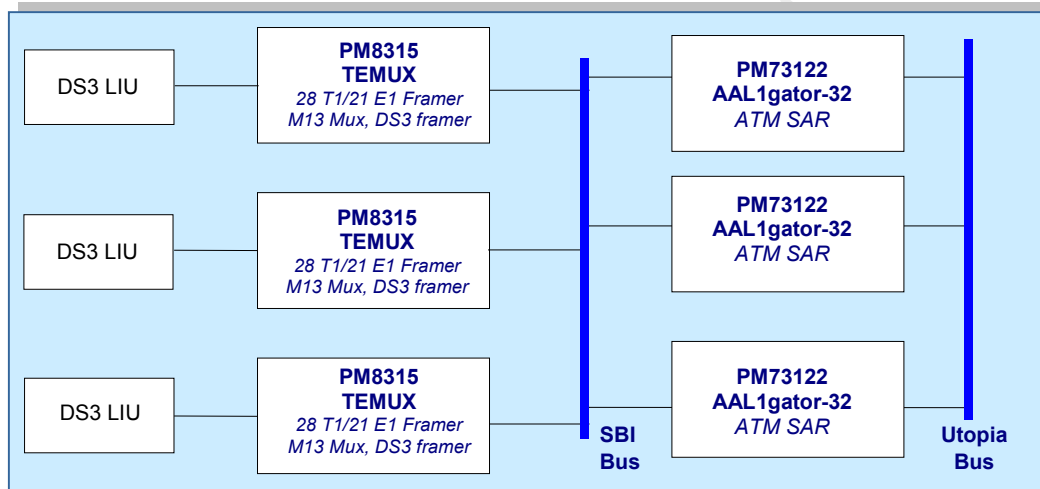 DS3 LIU
PM8315
TEMUX
28 T1/21 E1 Framer
M13 Mux, DS3 framer
PM73122
AAL1gator-32
ATM SAR
DS3 LIU
PM8315
TEMUX
28 T1/21 E1 Framer
M13 Mux, DS3 framer
PM73122
AAL1gator-32
ATM SAR
DS3 LIU
PM8315
TEMUX
28 T1/21 E1 Framer
M13 Mux, DS3 framer
PM73122
AAL1gator-32
ATM SAR
SBI
Bus
Utopia
Bus